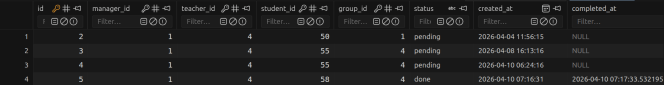 id manager_id teacher_id student_id group_id status created_at completed_at
Filter... Filter... Filter... Filter... Filter... Filter... Filter...
1 2 1 4 50 1 pending 2026-04-04 11:56:15 NULL
2 3 1 4 55 4 pending 2026-04-08 16:13:16 NULL
3 4 1 4 55 4 pending 2026-04-10 06:24:16 NULL
4 5 1 4 58 4 done 2026-04-10 07:16:31 2026-04-10 07:17:33.532195